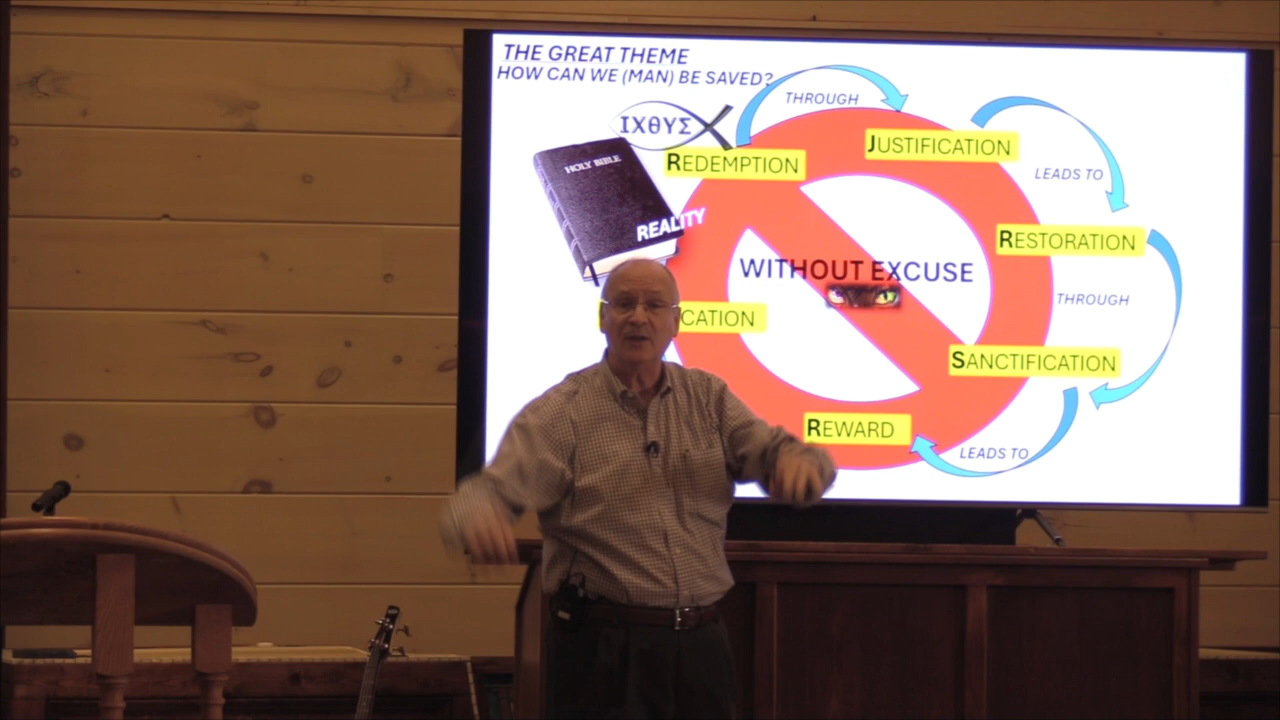 THE GREAT THEME
HOW CAN WE (MAN) BE SAVED?
THROUGH
ΙΧθΥΣ
JUSTIFICATION
HOLY BIBLE
REDEMPTION
LEADS TO
REALITY
RESTORATION
WITHOUT EXCUSE
THROUGH
CATION
SANCTIFICATION
REWARD
LEADS TO